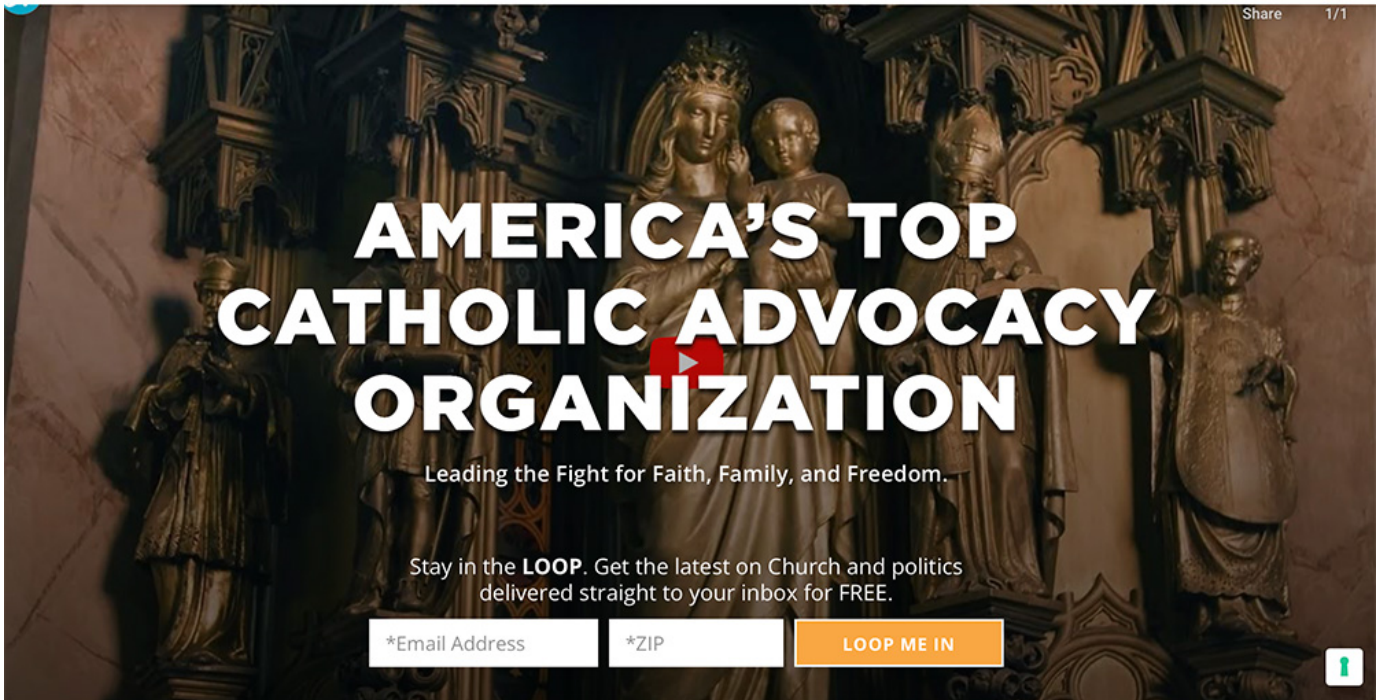 Share 1/1
AMERICA'S TOP
CATHOLIC ADVOCACY
ORGANIZATION
Leading the Fight for Faith, Family, and Freedom.
Stay in the LOOP. Get the latest on Church and politics
delivered straight to your inbox for FREE.
*Email Address *ZIP LOOP ME IN